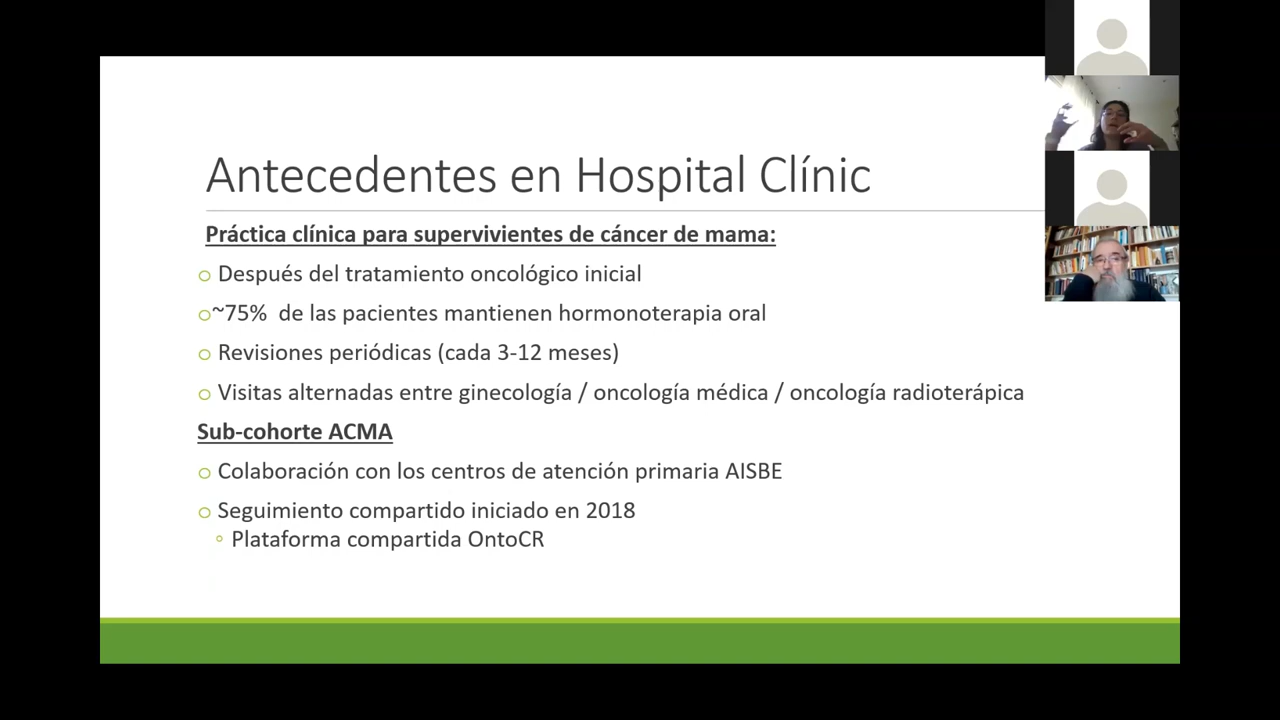 Antecedentes en Hospital Clínic
Práctica clínica para supervivientes de cáncer de mama:
Después del tratamiento oncológico inicial
~75% de las pacientes mantienen hormonoterapia oral
Revisiones periódicas (cada 3-12 meses)
Visitas alternadas entre ginecología / oncología médica / oncología radioterápica
Sub-cohorte ACMA
Colaboración con los centros de atención primaria AISBE
Seguimiento compartido iniciado en 2018
Plataforma compartida OntoCR